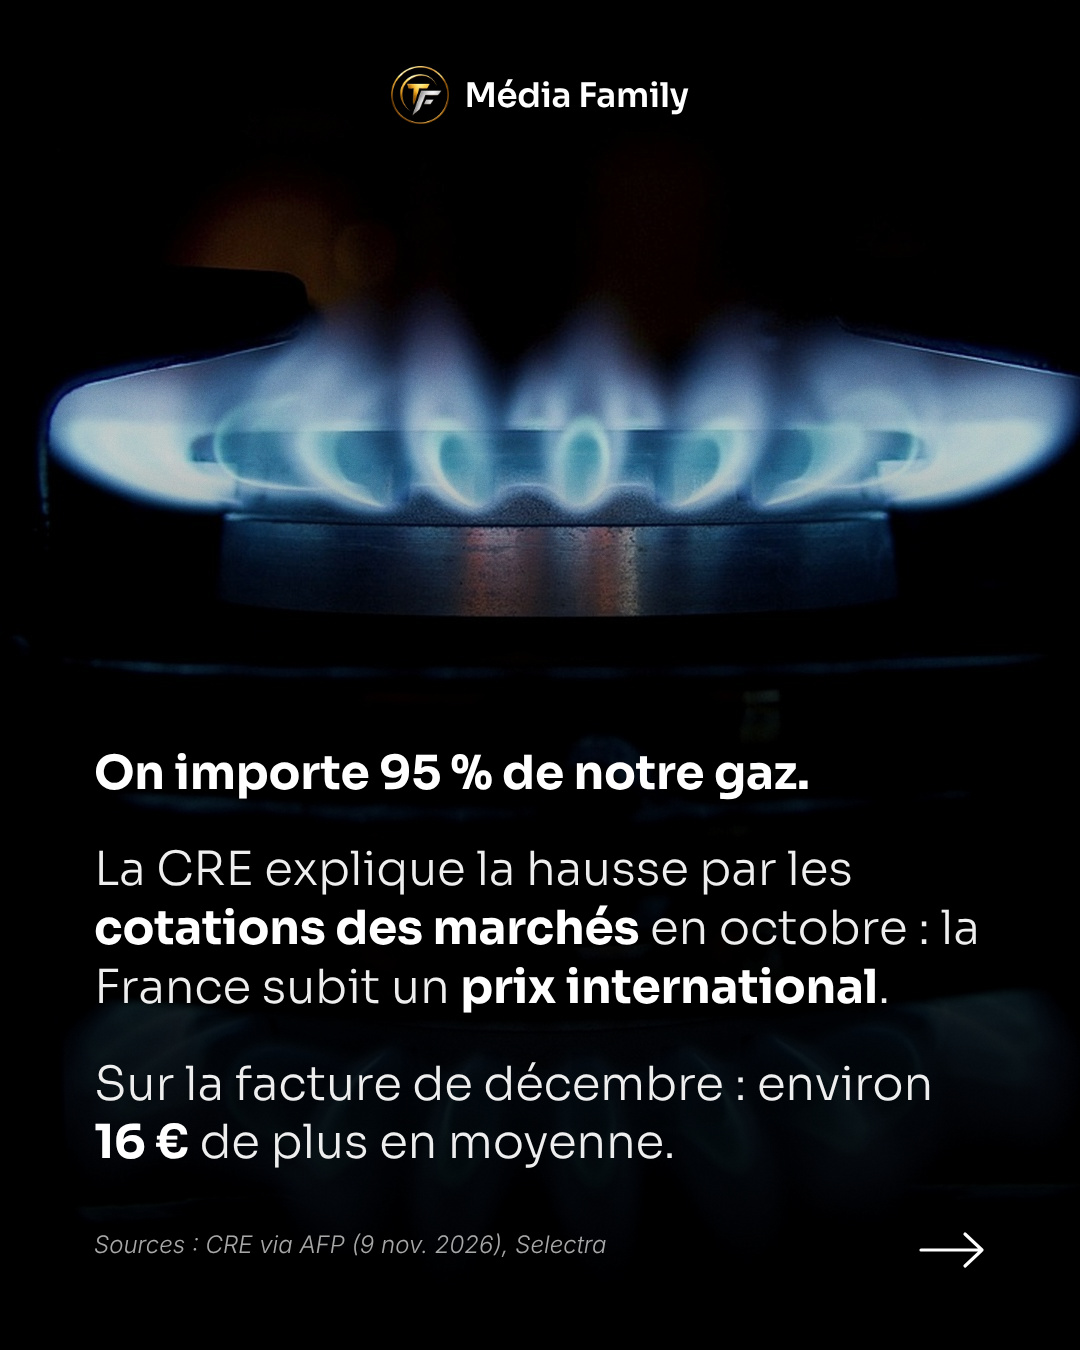 TF Média Family
On importe 95 % de notre gaz.
La CRE explique la hausse par les
cotations des marchés en octobre : la
France subit un prix international.
Sur la facture de décembre : environ
16 € de plus en moyenne.
Sources : CRE via AFP (9 nov. 2026), Selectra